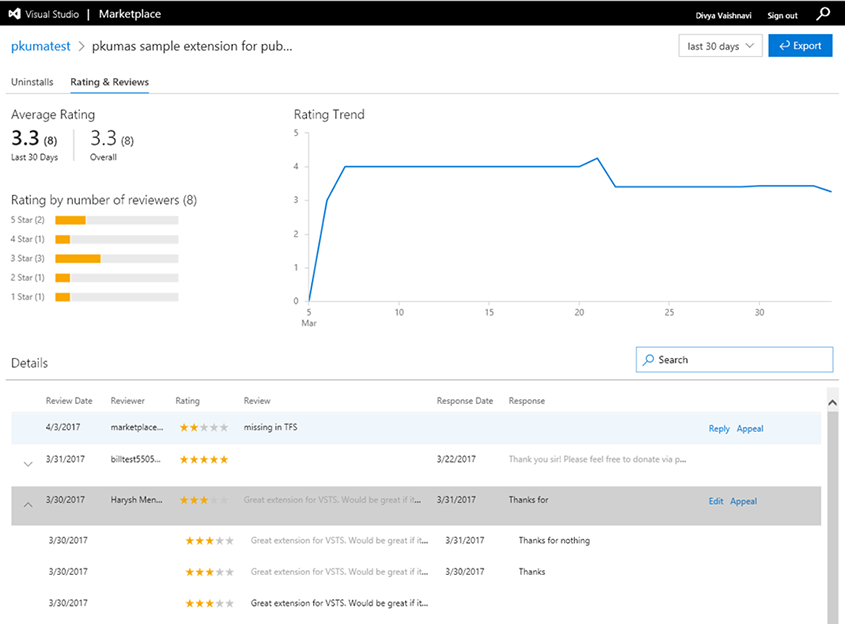 Visual Studio | Marketplace
Divya Vaishnavi Sign out
pkumatest > pkumas sample extension for pub...
last 30 days Export
Uninstalls Rating & Reviews
Average Rating
3.3 (8) 3.3 (8)
Last 30 Days Overall
Rating by number of reviewers (8)
5 Star (2)
4 Star (1)
3 Star (3)
2 Star (1)
1 Star (1)
Rating Trend
5
4
3
2
1
0
5 10 15 20 25 30
Mar
Details
Search
Review Date Reviewer Rating Review Response Date Response
4/3/2017 marketplace... missing in TFS Reply Appeal
3/31/2017 billtest5505... 3/22/2017 Thank you sir! Please feel free to donate via p...
3/30/2017 Harysh Men... Great extension for VSTS. Would be great if it... 3/31/2017 Thanks for Edit Appeal
3/30/2017 Great extension for VSTS. Would be great if it... 3/31/2017 Thanks for nothing
3/30/2017 Great extension for VSTS. Would be great if it... 3/30/2017 Thanks
3/30/2017 Great extension for VSTS. Would be great if it...